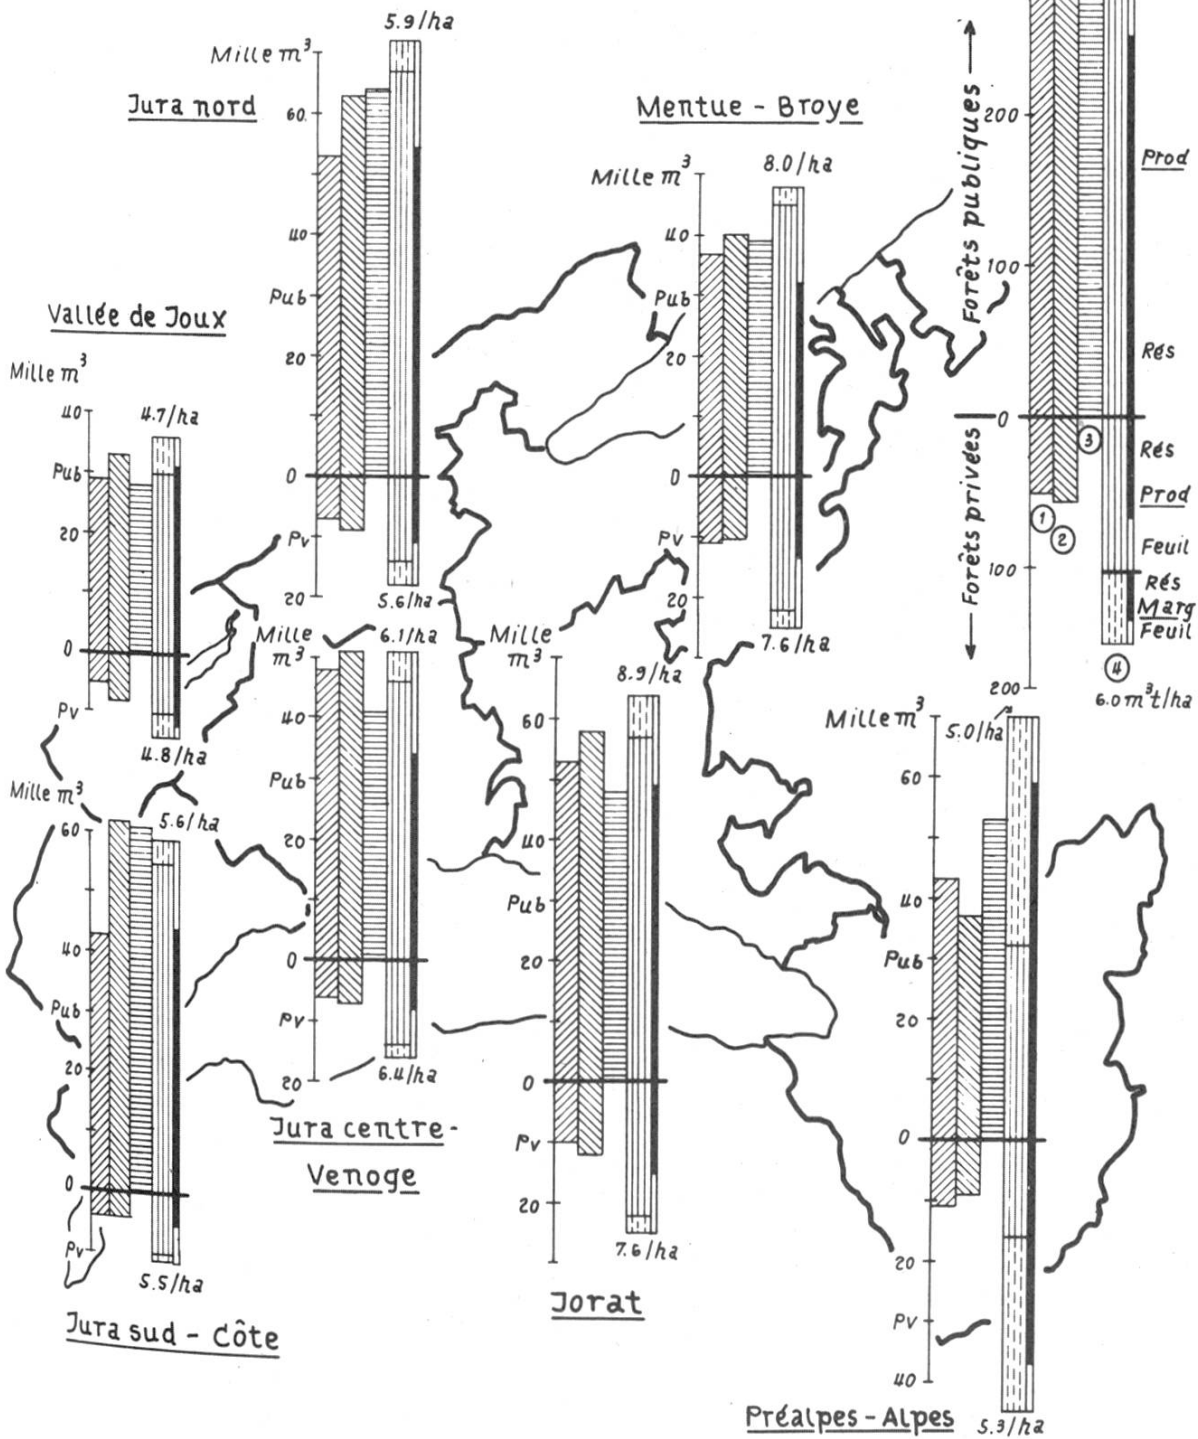 5.9/ha
Mille m³
Jura nord
60
40
Pub
20
0
Pv
20
5.6/ha
Mentue - Broye
Mille m³
8.0/ha
40
Pub
20
0
Pv
20
7.6/ha
Forêts publiques
Forêts privées
200
100
0
100
200
Prod
Rés
Rés
Prod
Feuil
Rés
Marg
Feuil
1
2
3
4
6.0 m³t/ha
Vallée de Joux
Mille m³
4.7/ha
40
Pub
20
0
Pv
4.8/ha
Mille m³
5.6/ha
60
40
Pub
20
0
Pv
5.5/ha
Jura sud - Côte
Mille
m³
6.1/ha
40
Pub
20
0
Pv
20
6.4/ha
Jura centre-
Venoge
Mille
m³
8.9/ha
60
40
Pub
20
0
Pv
20
7.6/ha
Jorat
Mille m³
5.0/ha
60
40
Pub
20
0
20
Pv
40
5.3/ha
Préalpes - Alpes